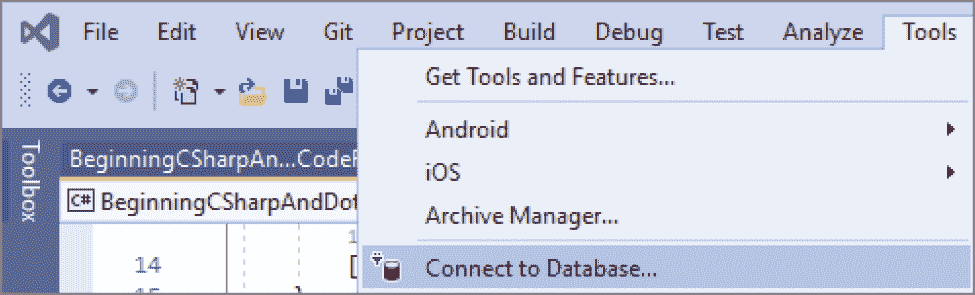 File Edit View Git Project Build Debug Test Analyze Tools
Get Tools and Features...
Android
iOS
Archive Manager...
Connect to Database...
Toolbox
BeginningCSharpAn...CodeF
C# BeginningCSharpAndDot
14
15